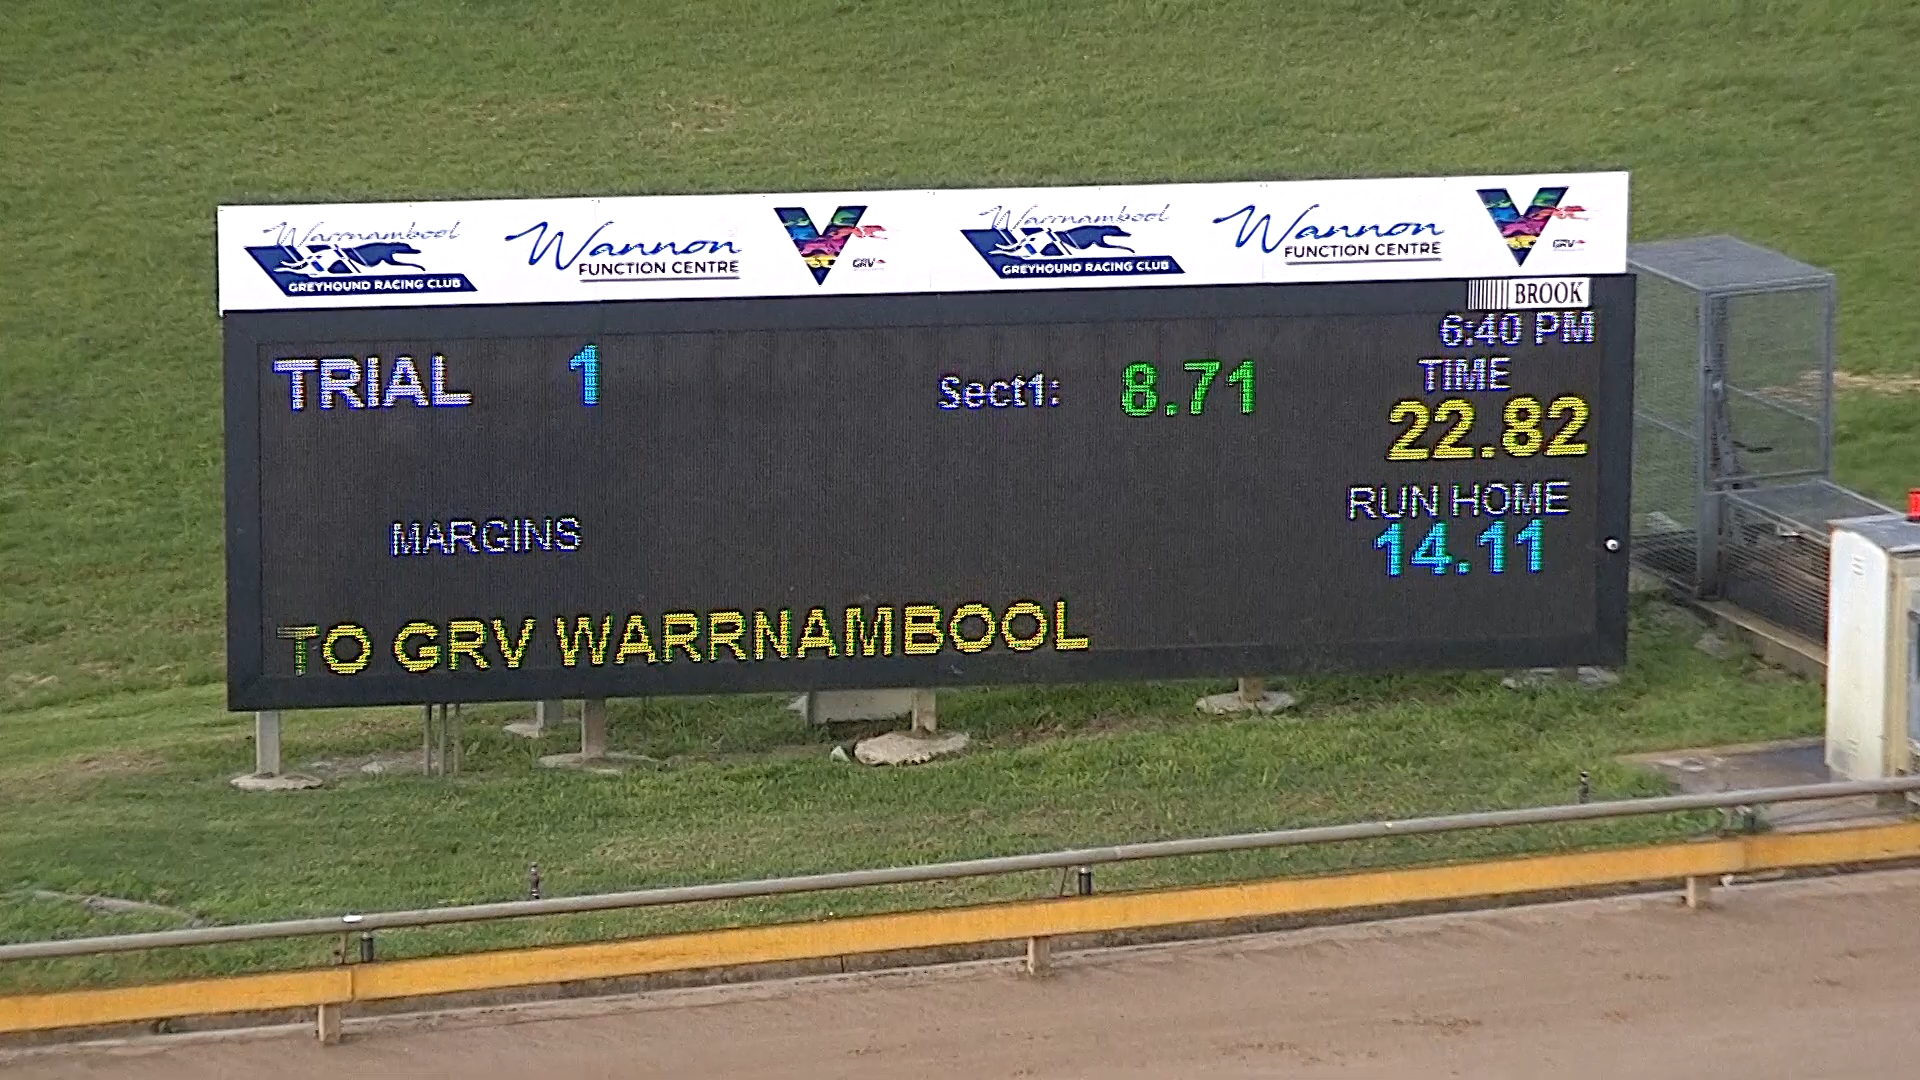 Warrnambool
GREYHOUND RACING CLUB
Wannon
FUNCTION CENTRE
V
GRV
Warrnambool
GREYHOUND RACING CLUB
Wannon
FUNCTION CENTRE
V
GRV
BROOK
6:40 PM
TRIAL 1 Sect1: 8.71
TIME
22.82
RUN HOME
14.11
MARGINS
TO GRV WARRNAMBOOL